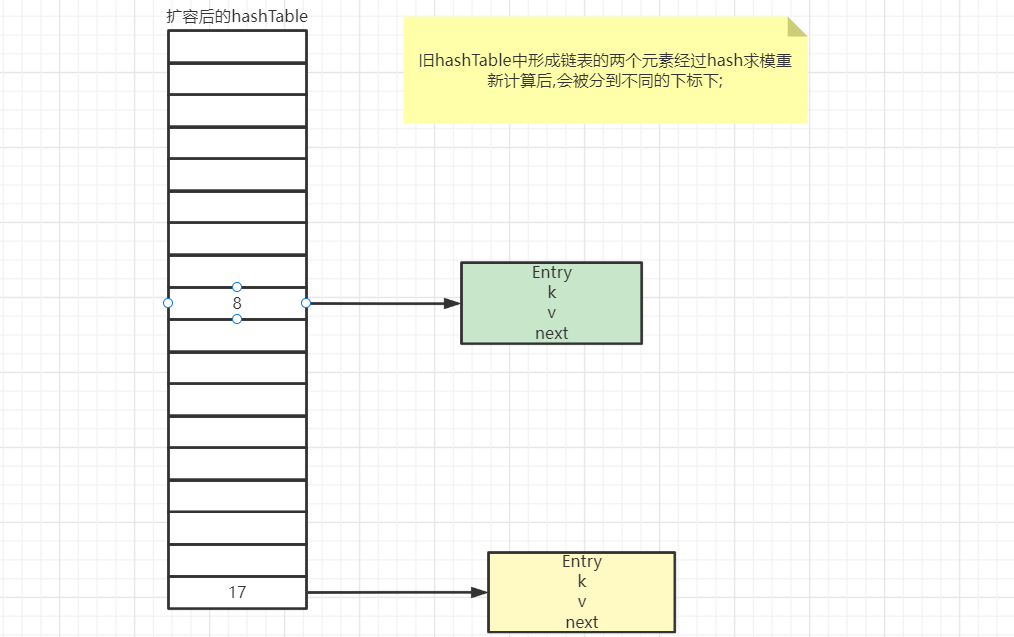 扩容后的hashTable
旧hashTable中形成链表的两个元素经过hash求模重
新计算后,会被分到不同的下标下;
8
Entry
k
v
next
17
Entry
k
v
next